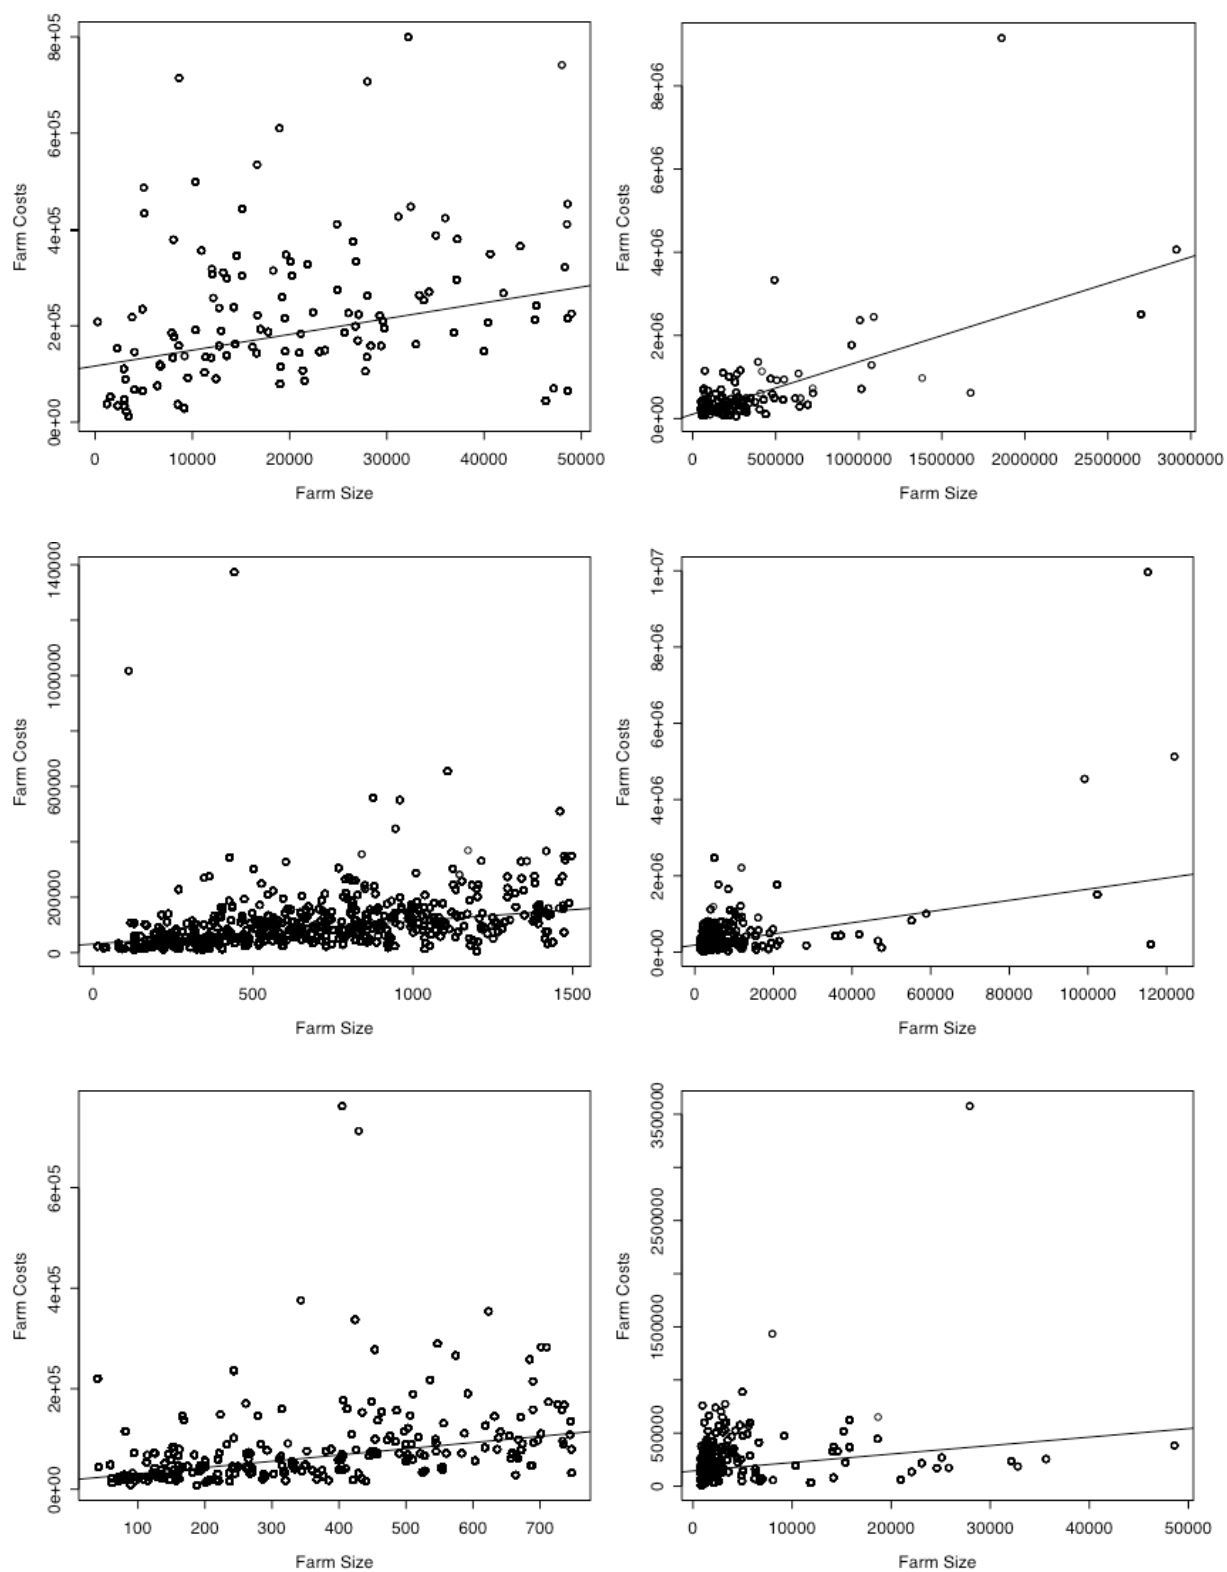 Farm Costs
0e+00 2e+05 4e+05 6e+05 8e+05
0 10000 20000 30000 40000 50000
Farm Size
Farm Costs
0e+00 2e+06 4e+06 6e+06 8e+06
0 500000 1000000 1500000 2000000 2500000 3000000
Farm Size
Farm Costs
0 200000 600000 1000000 140000
0 500 1000 1500
Farm Size
Farm Costs
0e+00 2e+06 4e+06 6e+06 8e+06 1e+07
0 20000 40000 60000 80000 100000 120000
Farm Size
Farm Costs
0e+00 2e+05 4e+05 6e+05
100 200 300 400 500 600 700
Farm Size
Farm Costs
0 500000 1500000 2500000 3500000
0 10000 20000 30000 40000 50000
Farm Size